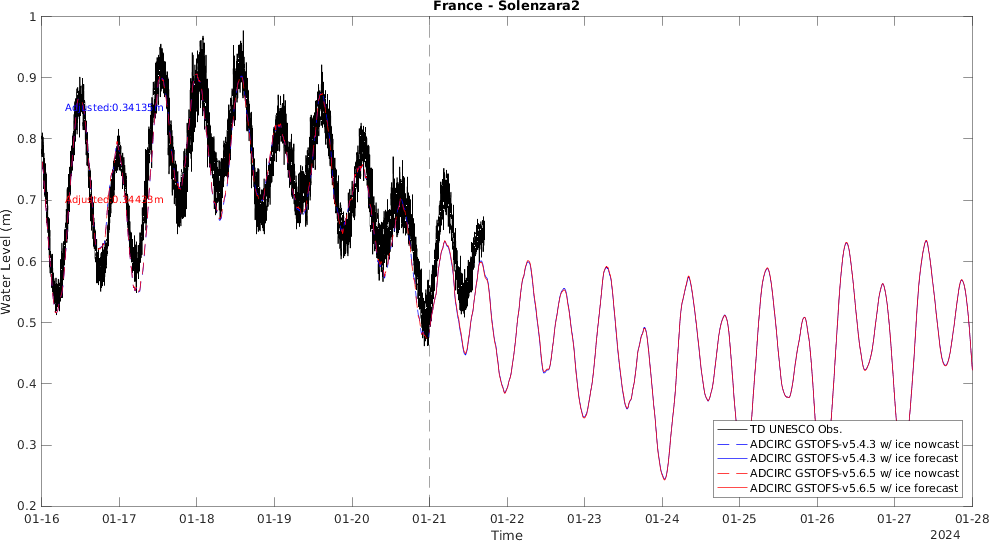 France - Solenzara2
1
0.9
0.8
0.7
0.6
0.5
0.4
0.3
0.2
Water Level (m)
Adjusted:0.34135m
Adjusted:0.34423m
TD UNESCO Obs.
ADCIRC GSTOFS-v5.4.3 w/ ice nowcast
ADCIRC GSTOFS-v5.4.3 w/ ice forecast
ADCIRC GSTOFS-v5.6.5 w/ ice nowcast
ADCIRC GSTOFS-v5.6.5 w/ ice forecast
01-16 01-17 01-18 01-19 01-20 01-21 01-22 01-23 01-24 01-25 01-26 01-27 01-28
Time
2024